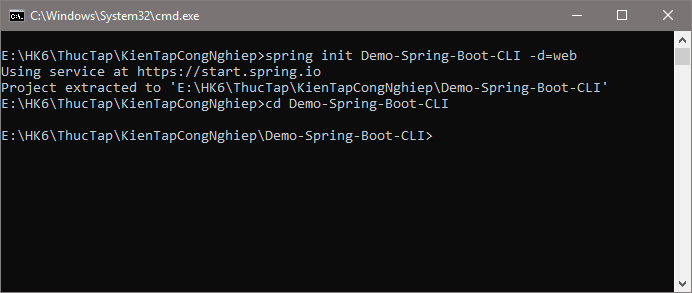 C:\Windows\System32\cmd.exe
E:\HK6\ThucTap\KienTapCongNghiep>spring init Demo-Spring-Boot-CLI -d=web
Using service at https://start.spring.io
Project extracted to 'E:\HK6\ThucTap\KienTapCongNghiep\Demo-Spring-Boot-CLI'
E:\HK6\ThucTap\KienTapCongNghiep>cd Demo-Spring-Boot-CLI
E:\HK6\ThucTap\KienTapCongNghiep\Demo-Spring-Boot-CLI>